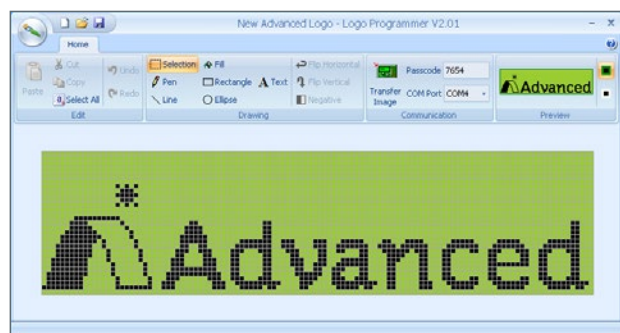 New Advanced Logo - Logo Programmer V2.01
Home
Paste
Cut
Copy
Select All
Undo
Redo
Edit
Selection
Fill
Flip Horizontal
Pen
Rectangle
A Text
Flip Vertical
Line
Ellipse
Negative
Drawing
Transfer Image
Passcode 7654
COM Port COM4
Communication
Advanced
Preview
Advanced